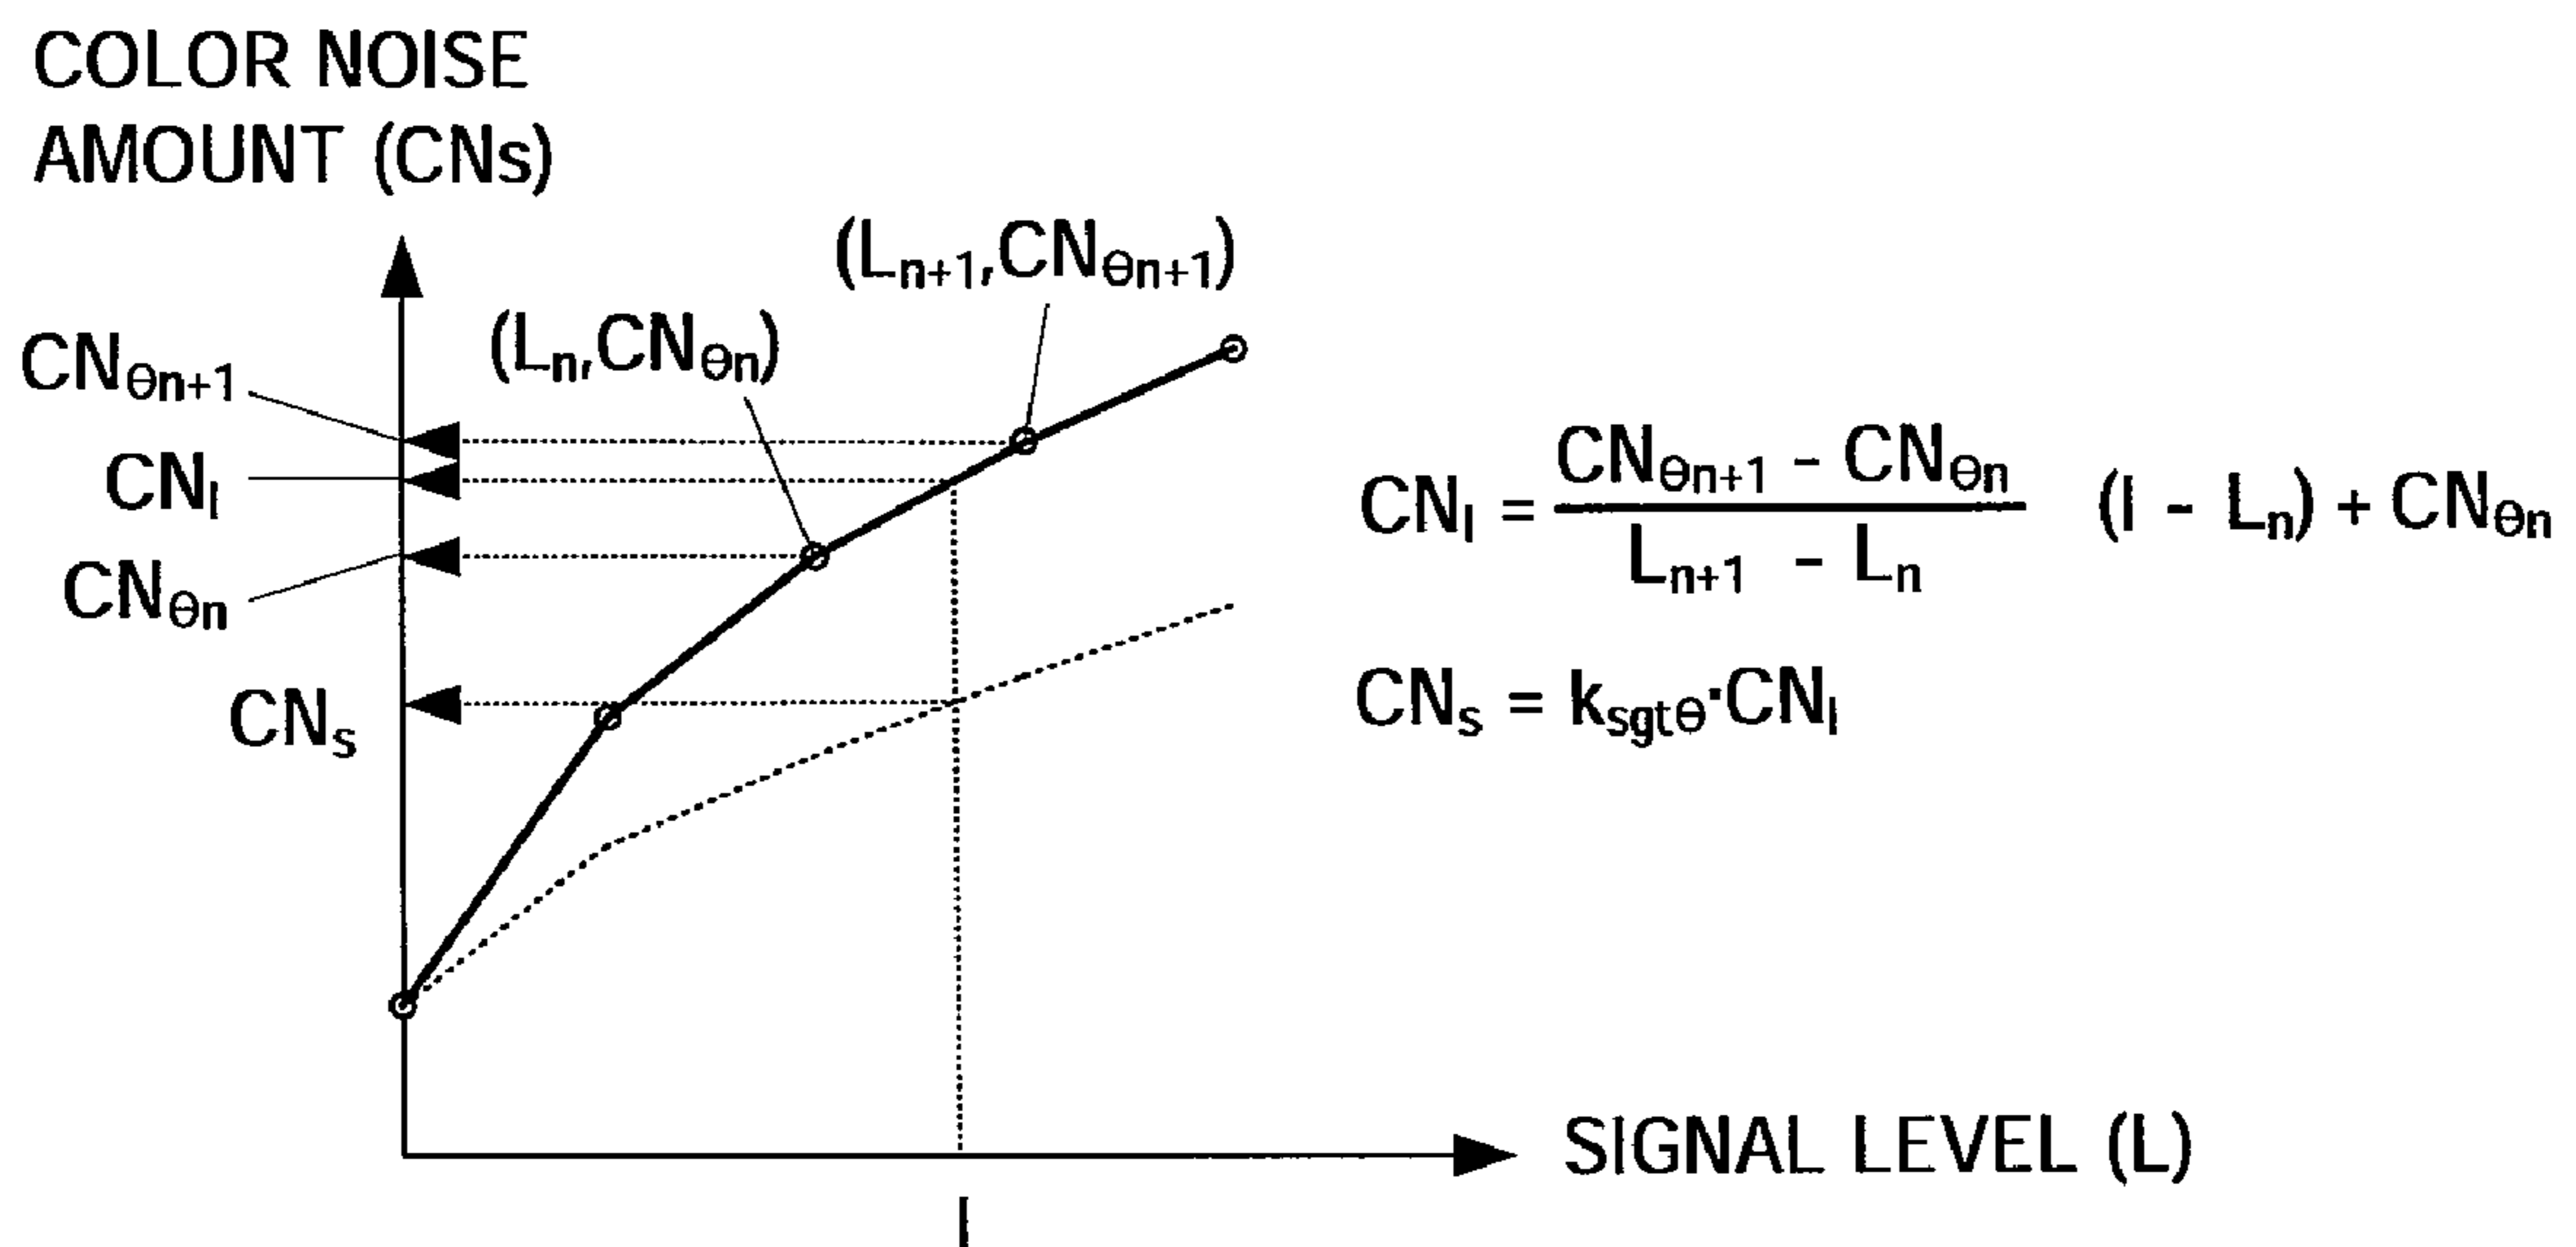 COLOR NOISE
AMOUNT (CNs)
(Ln+1,CNθn+1)
(Ln,CNθn)
CNθn+1
CNl
CNθn
CNs
CNl = CNθn+1 - CNθn / Ln+1 - Ln (l - Ln) + CNθn
CNs = ksgtθ·CNl
SIGNAL LEVEL (L)
l